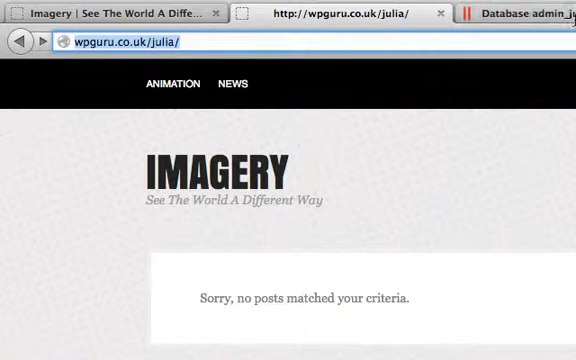 Imagery | See The World A Diffe...
http://wpguru.co.uk/julia/
Database admin_ju
wpguru.co.uk/julia/
ANIMATION NEWS
IMAGERY
See The World A Different Way
Sorry, no posts matched your criteria.